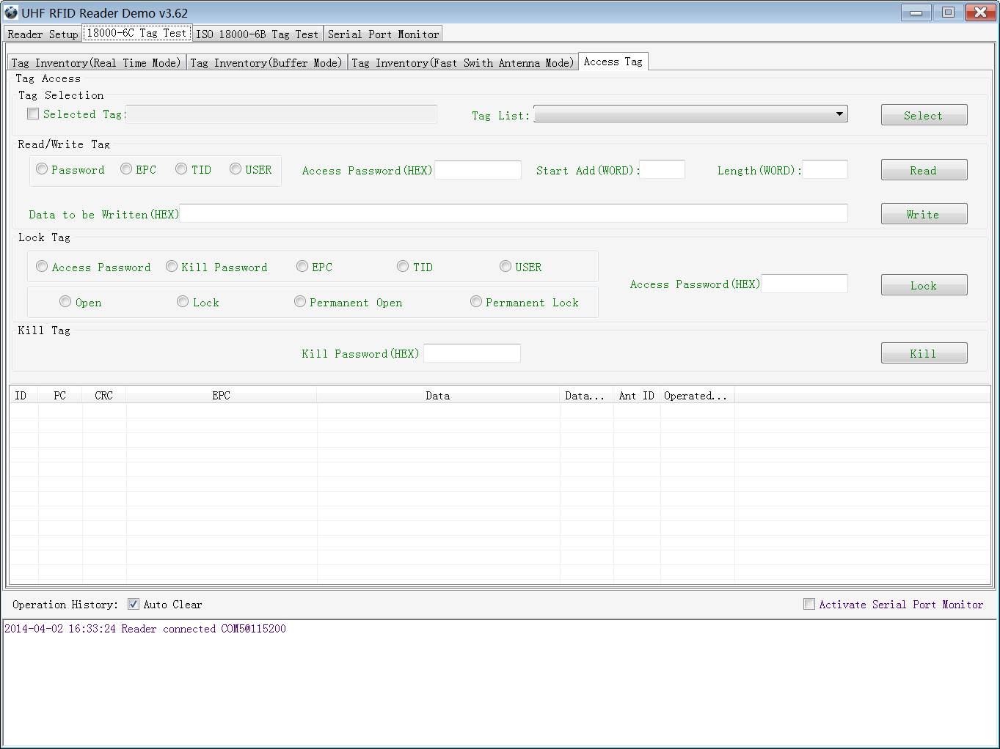 UHF RFID Reader Demo v3.62
Reader Setup 18000-6C Tag Test ISO 18000-6B Tag Test Serial Port Monitor
Tag Inventory(Real Time Mode) Tag Inventory(Buffer Mode) Tag Inventory(Fast Swith Antenna Mode) Access Tag
Tag Access
Tag Selection
Selected Tag: Tag List: Select
Read/Write Tag
Password EPC TID USER Access Password(HEX) Start Add(WORD): Length(WORD): Read
Data to be Written(HEX) Write
Lock Tag
Access Password Kill Password EPC TID USER
Access Password(HEX) Lock
Open Lock Permanent Open Permanent Lock
Kill Tag
Kill Password(HEX) Kill
ID PC CRC EPC Data Data... Ant ID Operated...
Operation History: Auto Clear Activate Serial Port Monitor
2014-04-02 16:33:24 Reader connected COM5@115200